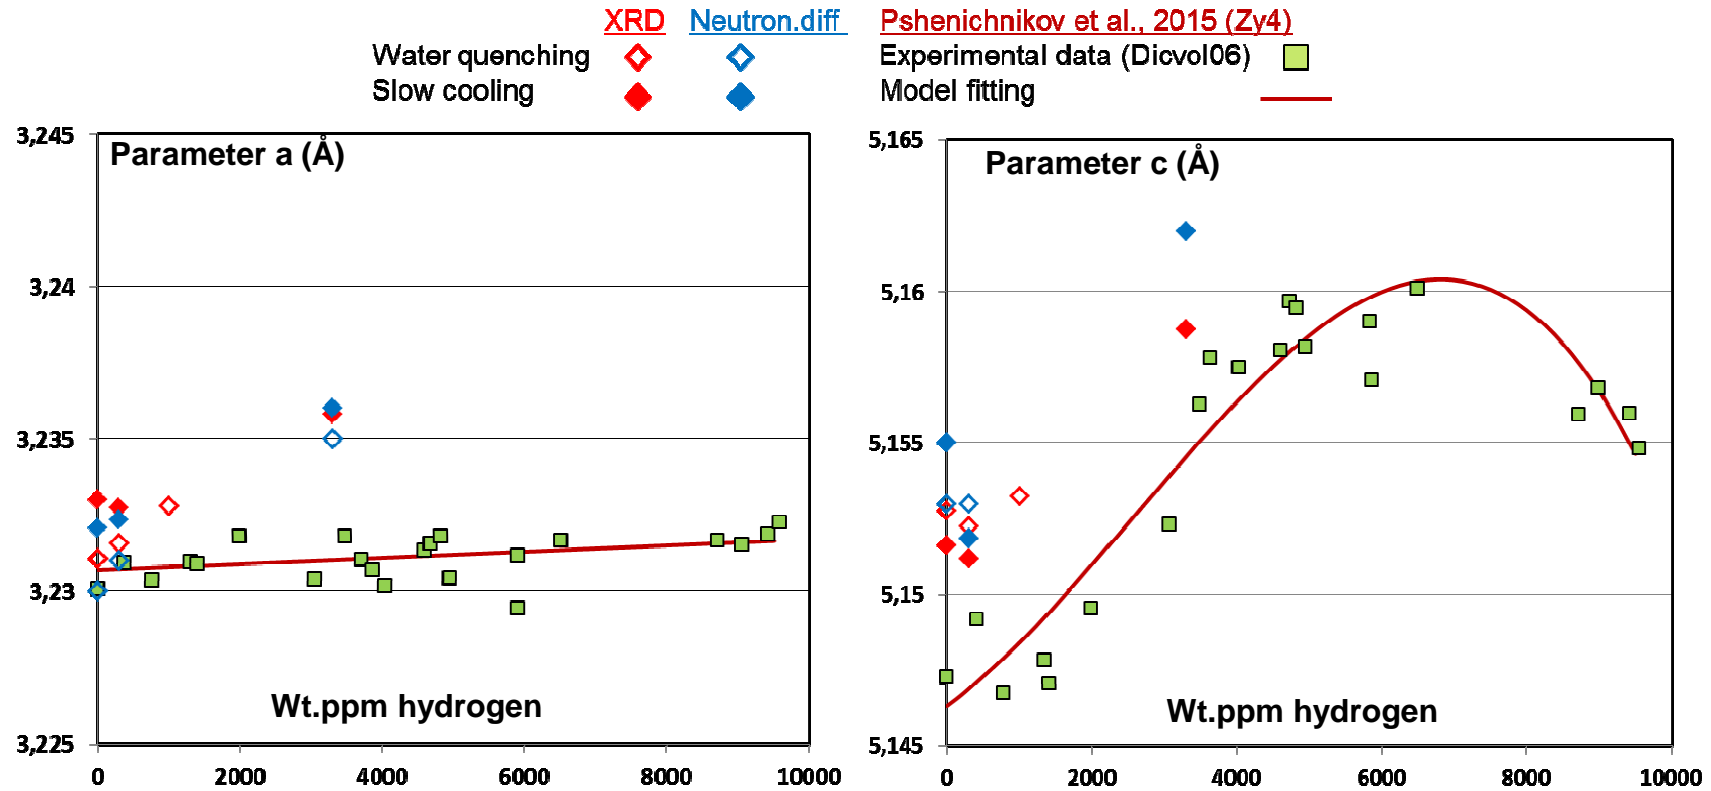 XRD Neutron.diff Pshenichnikov et al., 2015 (Zy4)
Water quenching Experimental data (Dicvol06)
Slow cooling Model fitting
3,245
Parameter a (Å)
3,24
3,235
3,23
3,225
Wt.ppm hydrogen
0 2000 4000 6000 8000 10000
5,165
Parameter c (Å)
5,16
5,155
5,15
5,145
Wt.ppm hydrogen
0 2000 4000 6000 8000 10000